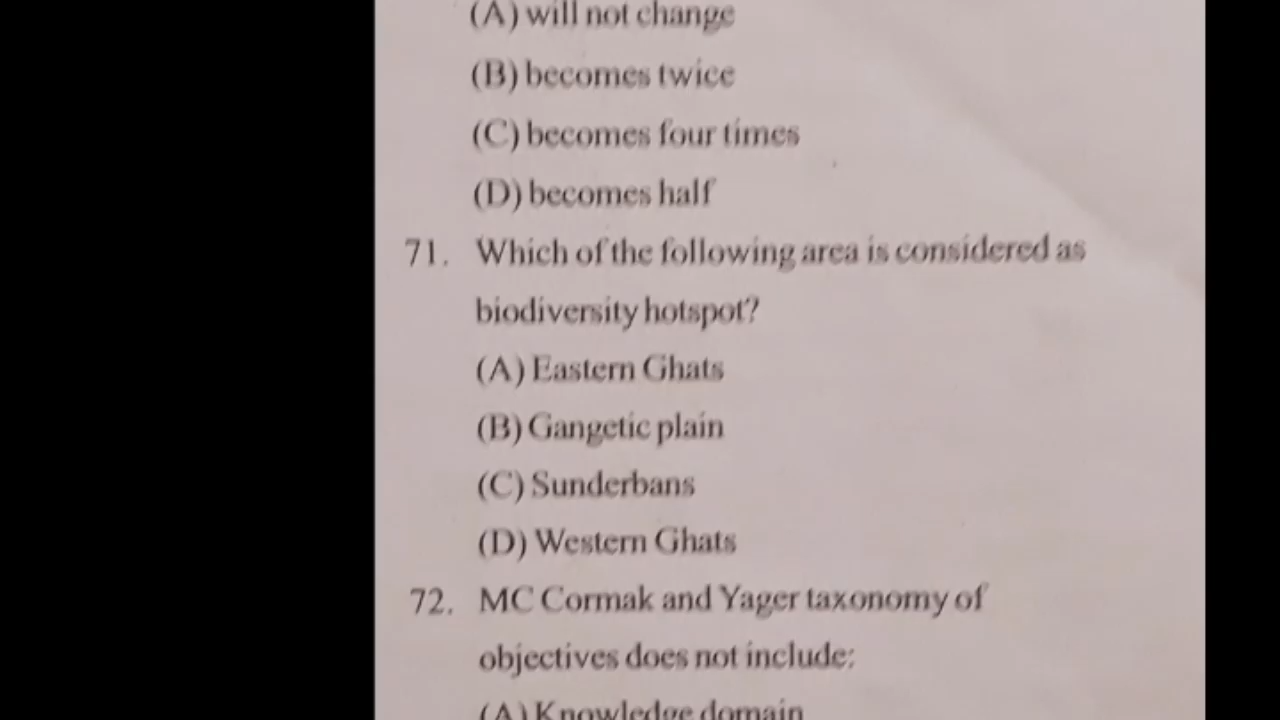 (A) will not change
(B) becomes twice
(C) becomes four times
(D) becomes half
71. Which of the following area is considered as
biodiversity hotspot?
(A) Eastern Ghats
(B) Gangetic plain
(C) Sunderbans
(D) Western Ghats
72. MC Cormak and Yager taxonomy of
objectives does not include:
(A) Knowledge domain